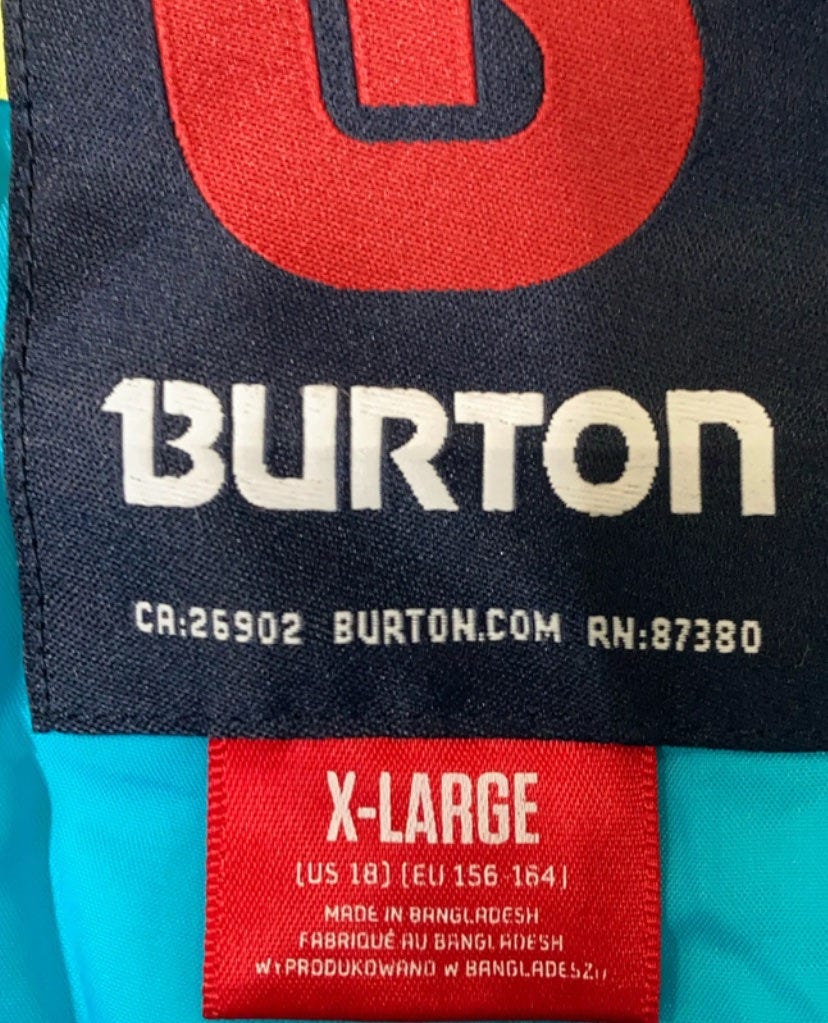 BURTON
CA:26902 BURTON.COM RN:87380
X-LARGE
[US 18] [EU 156-164]
MADE IN BANGLADESH
FABRIQUÉ AU BANGLADESH
WYPRODUKOWANO W BANGLADESZU